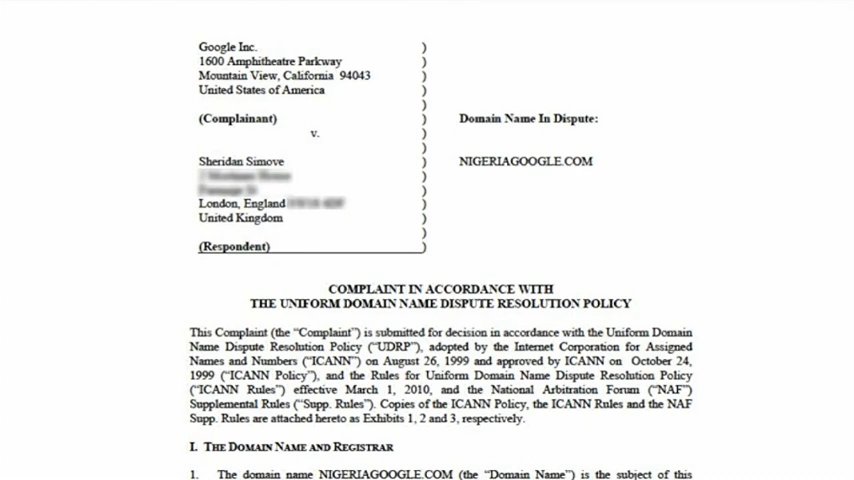 Google Inc. )
1600 Amphitheatre Parkway )
Mountain View, California 94043 )
United States of America )
)
(Complainant) ) Domain Name In Dispute:
v. )
)
Sheridan Simove ) NIGERIAGOOGLE.COM
)
)
London, England )
United Kingdom )
)
(Respondent) )
COMPLAINT IN ACCORDANCE WITH
THE UNIFORM DOMAIN NAME DISPUTE RESOLUTION POLICY
This Complaint (the “Complaint”) is submitted for decision in accordance with the Uniform Domain
Name Dispute Resolution Policy (“UDRP”), adopted by the Internet Corporation for Assigned
Names and Numbers (“ICANN”) on August 26, 1999 and approved by ICANN on October 24,
1999 (“ICANN Policy”), and the Rules for Uniform Domain Name Dispute Resolution Policy
(“ICANN Rules”) effective March 1, 2010, and the National Arbitration Forum (“NAF”)
Supplemental Rules (“Supp. Rules”). Copies of the ICANN Policy, the ICANN Rules and the NAF
Supp. Rules are attached hereto as Exhibits 1, 2 and 3, respectively.
I. THE DOMAIN NAME AND REGISTRAR
1. The domain name NIGERIAGOOGLE.COM (the “Domain Name”) is the subject of this